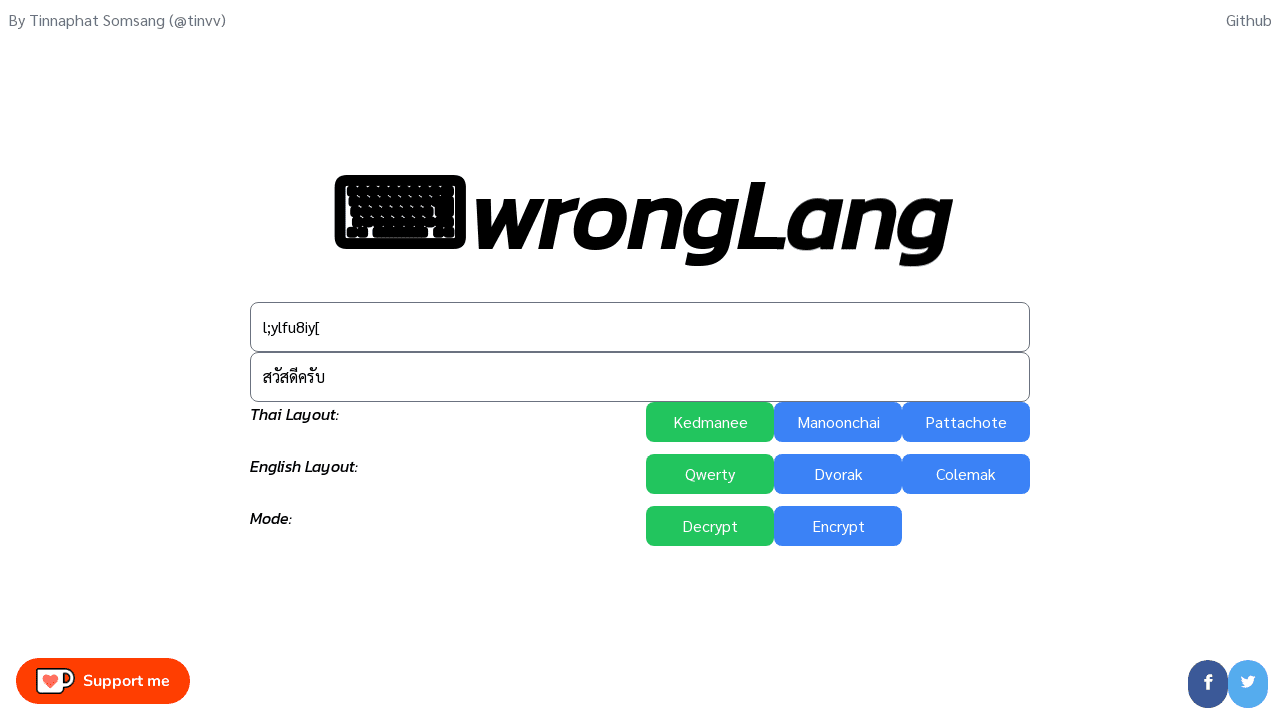 By Tinnaphat Somsang (@tinvv)
Github
wrongLang
l;ylfu8iy[
สวัสดีครับ
Thai Layout:
Kedmanee
Manoonchai
Pattachote
English Layout:
Qwerty
Dvorak
Colemak
Mode:
Decrypt
Encrypt
Support me